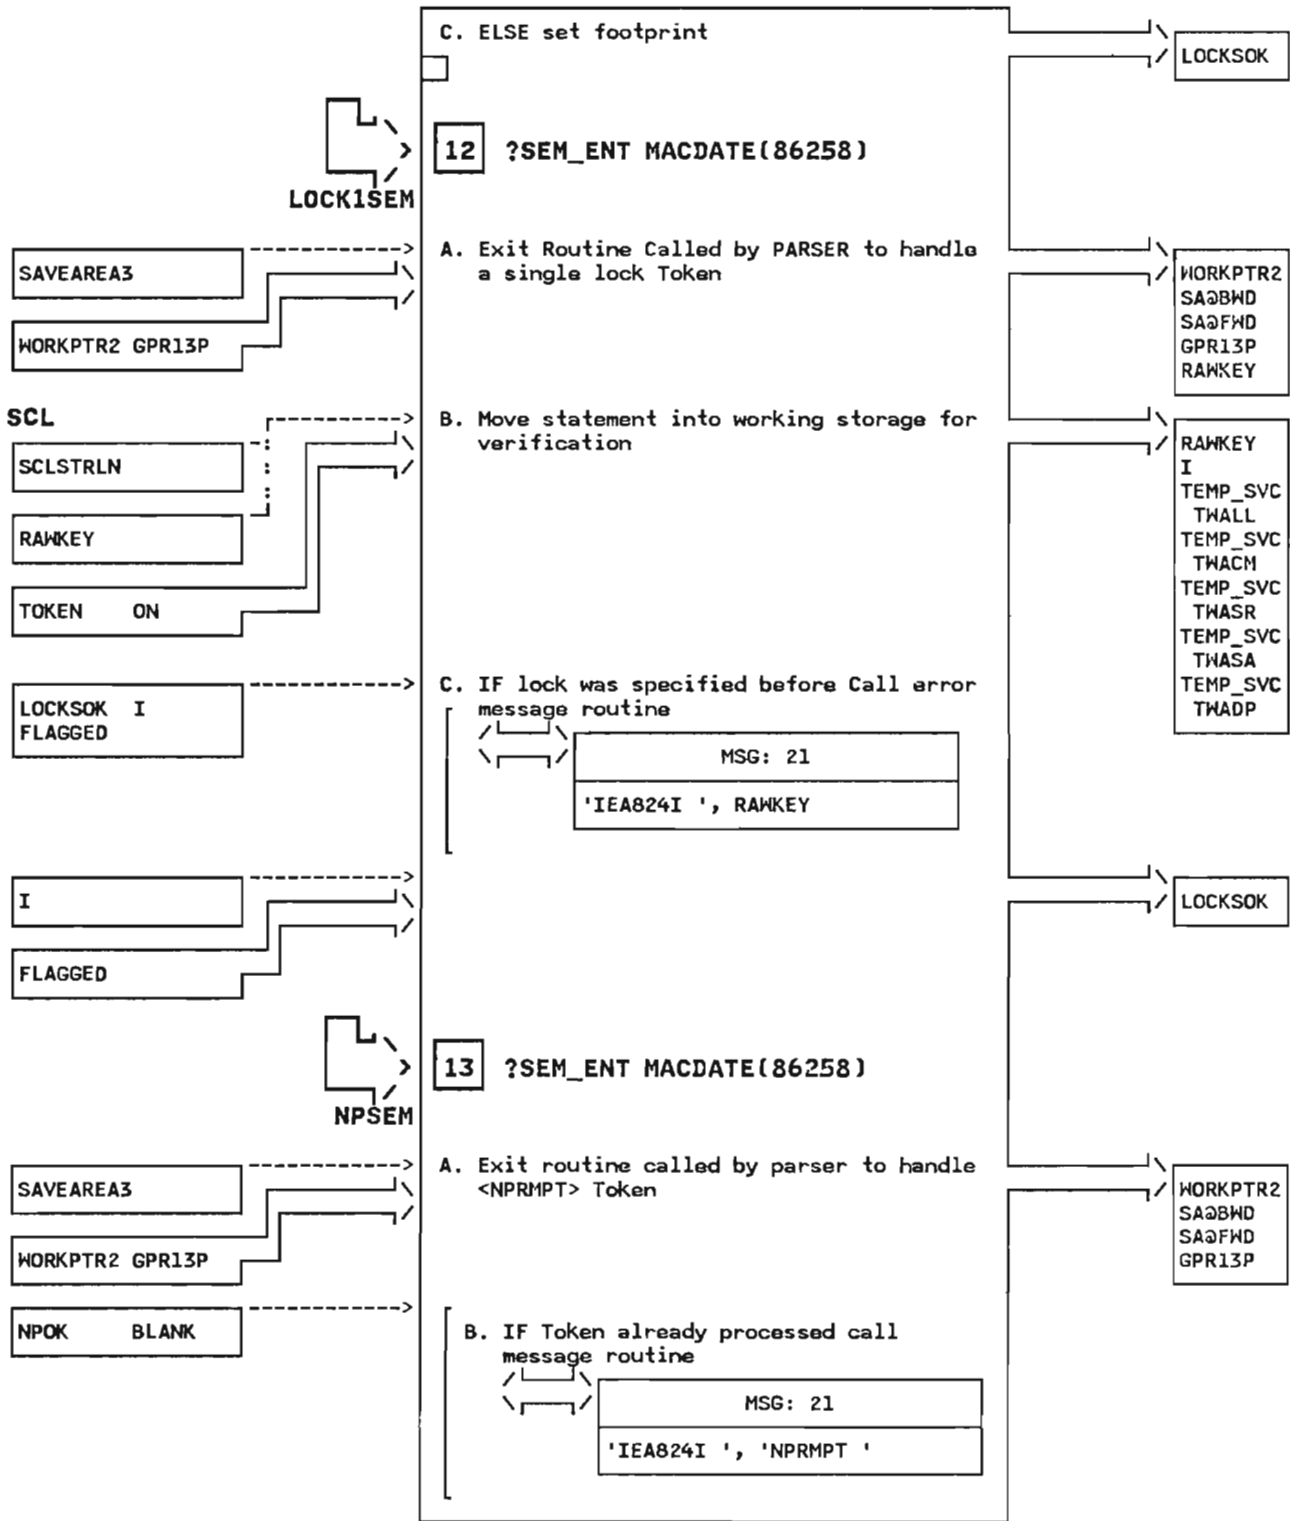 C. ELSE set footprint
LOCKSOK
12 ?SEM_ENT MACDATE(86258)
LOCK1SEM
SAVEAREA3
WORKPTR2 GPR13P
A. Exit Routine Called by PARSER to handle
a single lock Token
WORKPTR2
SA@BWD
SA@FWD
GPR13P
RAWKEY
SCL
SCLSTRLN
RAWKEY
TOKEN ON
B. Move statement into working storage for
verification
RAWKEY
I
TEMP_SVC
TWALL
TEMP_SVC
TWACM
TEMP_SVC
TWASR
TEMP_SVC
TWASA
TEMP_SVC
TWADP
LOCKSOK I
FLAGGED
C. IF lock was specified before Call error
message routine
MSG: 21
'IEA824I ', RAWKEY
I
FLAGGED
LOCKSOK
13 ?SEM_ENT MACDATE(86258)
NPSEM
SAVEAREA3
WORKPTR2 GPR13P
A. Exit routine called by parser to handle
<NPRMPT> Token
WORKPTR2
SA@BWD
SA@FWD
GPR13P
NPOK BLANK
B. IF Token already processed call
message routine
MSG: 21
'IEA824I ', 'NPRMPT '